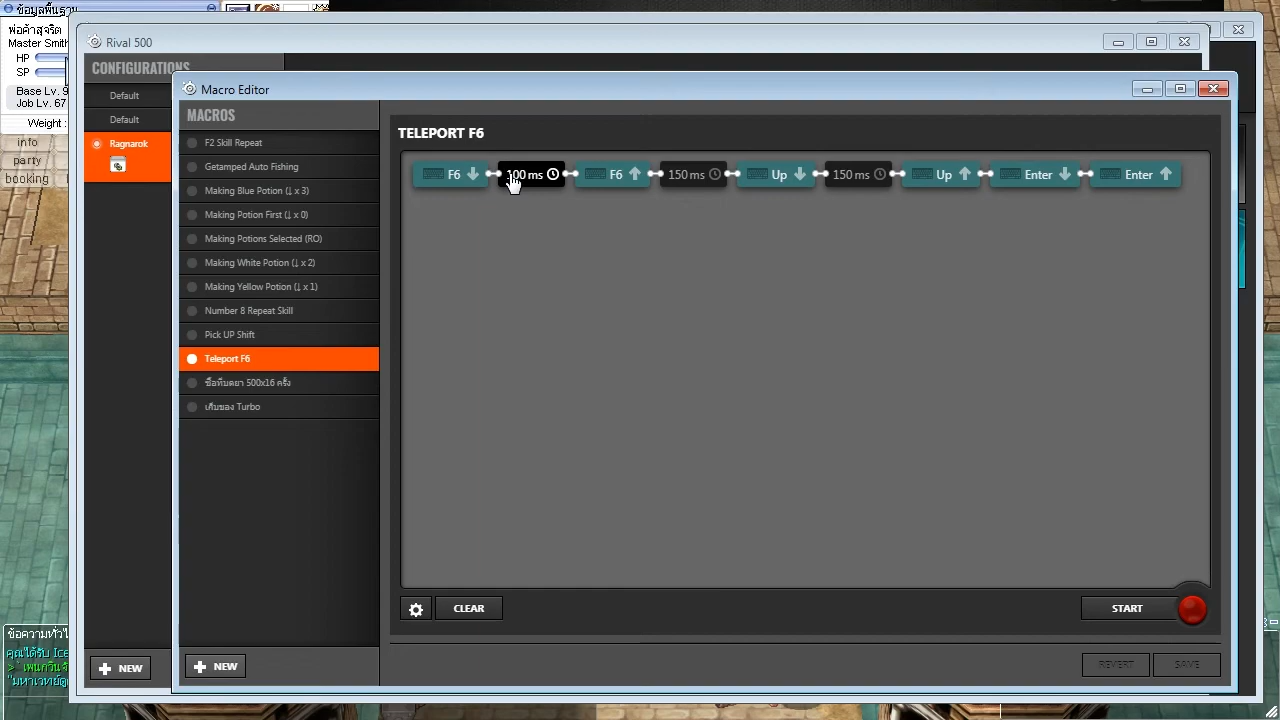 ข้อมูลพื้นฐาน
พ่อค้าสุจริต
Master Smith
HP
SP
Base Lv. 9
Job Lv. 67
Weight :
info
party
booking
Rival 500
CONFIGURATIONS
Default
Default
Ragnarok
NEW
Macro Editor
MACROS
F2 Skill Repeat
Getamped Auto Fishing
Making Blue Potion (↓ x 3)
Making Potion First (↓ x 0)
Making Potions Selected (RO)
Making White Potion (↓ x 2)
Making Yellow Potion (↓ x 1)
Number 8 Repeat Skill
Pick UP Shift
Teleport F6
ซื้อทีบดยา 500x16 ครั้ง
เก็บของ Turbo
NEW
TELEPORT F6
F6 ↓ 100 ms F6 ↑ 150 ms Up ↓ 150 ms Up ↑ Enter ↓ Enter ↑
CLEAR
START
REVERT
SAVE
ข้อความทั่วไ
คุณได้รับ Ice